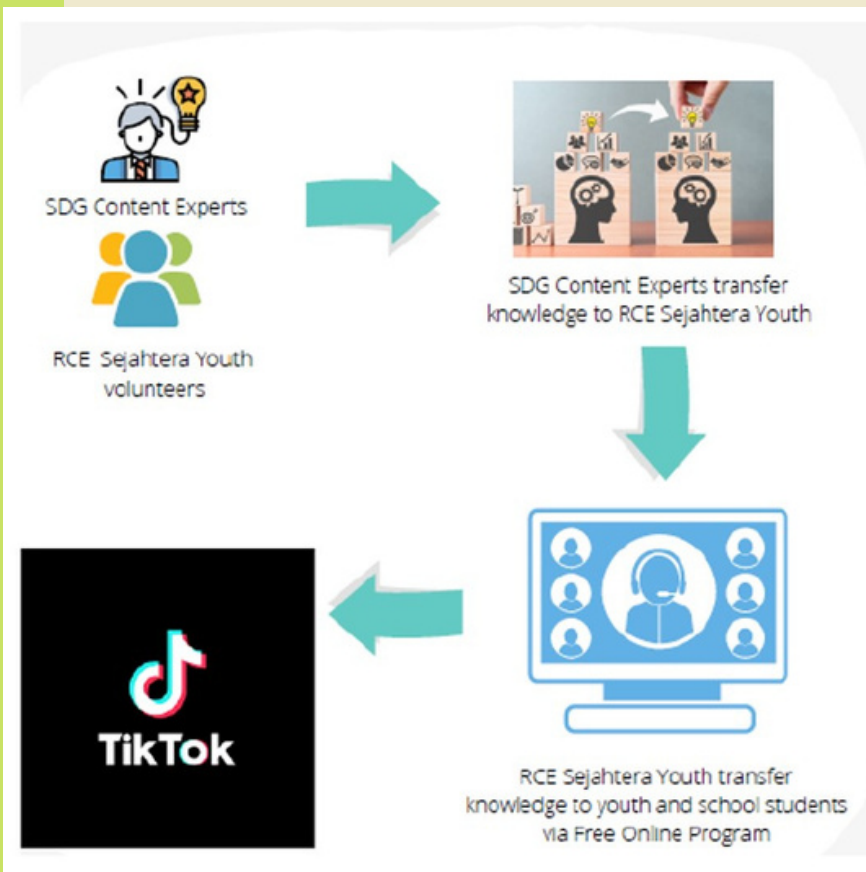 SDG Content Experts
RCE Sejahtera Youth
volunteers
SDG Content Experts transfer
knowledge to RCE Sejahtera Youth
RCE Sejahtera Youth transfer
knowledge to youth and school students
via Free Online Program
TikTok